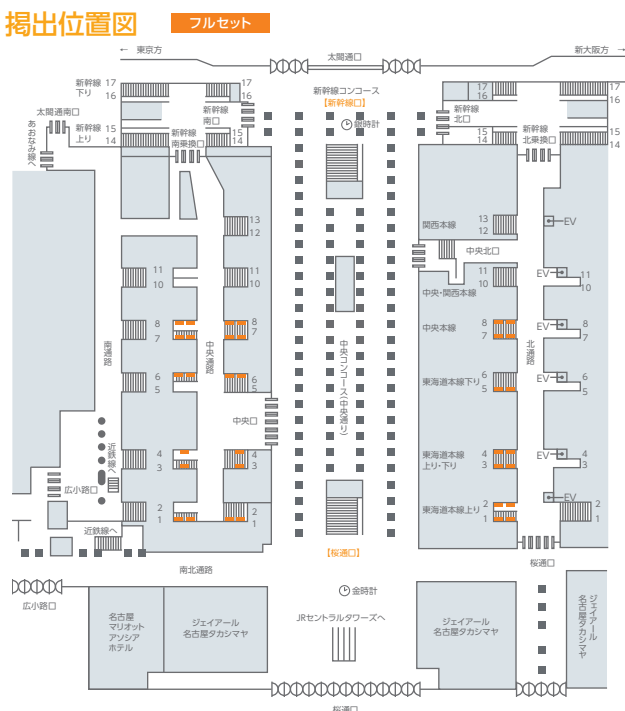 掲出位置図
フルセット
← 東京方
太閤通口
新大阪方 →
新幹線
下り
17
16
新幹線コンコース
【新幹線口】
17
16
17
16
太閤通南口
あおなみ線へ
新幹線
上り
15
14
新幹線
南口
15
14
新幹線
南乗換口
銀時計
新幹線
北口
15
14
新幹線
北乗換口
15
14
13
12
関西本線
13
12
EV
中央北口
11
10
11
10
中央・関西本線
11
10
EV
11
10
8
7
8
7
中央本線
8
7
EV
8
7
南通路
中央通路
中央コンコース(中央通り)
北通路
6
5
6
5
東海道本線下り
6
5
EV
6
5
中央口
近鉄線へ
4
3
4
3
東海道本線
上り・下り
4
3
EV
4
3
広小路口
2
1
2
1
東海道本線上り
2
1
EV
2
1
近鉄線へ
【桜通口】
南北通路
桜通口
広小路口
金時計
名古屋
マリオット
アソシア
ホテル
ジェイアール
名古屋タカシマヤ
JRセントラルタワーズへ
ジェイアール
名古屋タカシマヤ
ジェイアール
名古屋タカシマヤ
桜通口